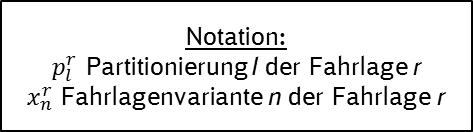 Notation:
$p_l^r$ Partitionierung l der Fahrlage r
$x_n^r$ Fahrlagenvariante n der Fahrlage r